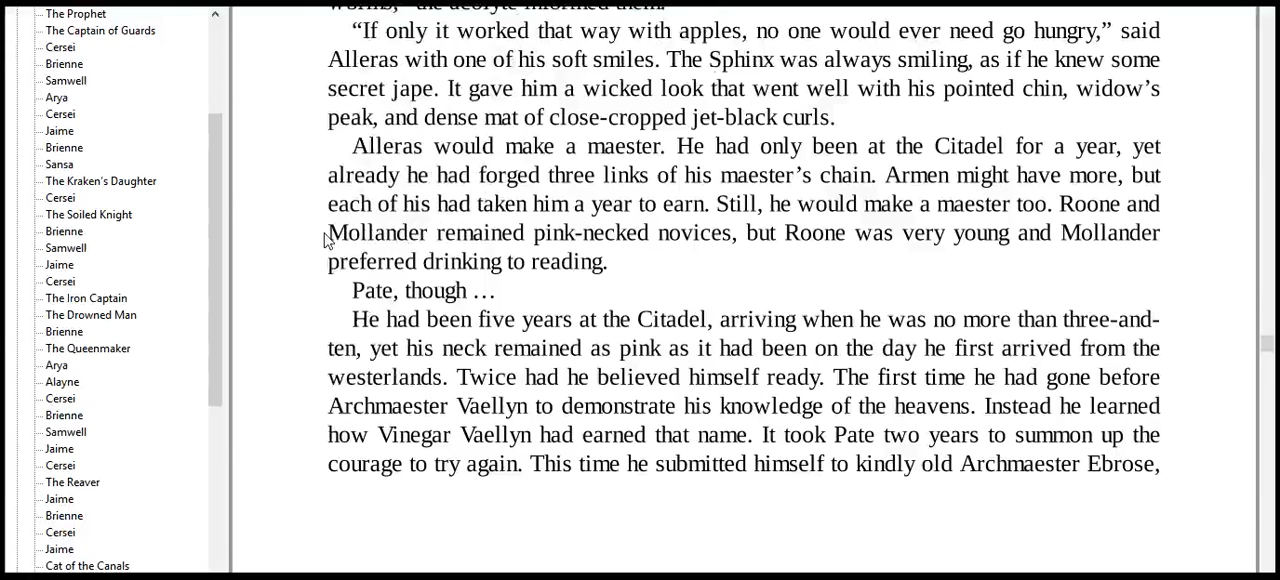 The Prophet
The Captain of Guards
Cersei
Brienne
Samwell
Arya
Cersei
Jaime
Brienne
Sansa
The Kraken's Daughter
Cersei
The Soiled Knight
Brienne
Samwell
Jaime
Cersei
The Iron Captain
The Drowned Man
Brienne
The Queenmaker
Arya
Alayne
Cersei
Brienne
Samwell
Jaime
Cersei
The Reaver
Jaime
Brienne
Cersei
Jaime
Cat of the Canals
“If only it worked that way with apples, no one would ever need go hungry,” said
Alleras with one of his soft smiles. The Sphinx was always smiling, as if he knew some
secret jape. It gave him a wicked look that went well with his pointed chin, widow’s
peak, and dense mat of close-cropped jet-black curls.
Alleras would make a maester. He had only been at the Citadel for a year, yet
already he had forged three links of his maester’s chain. Armen might have more, but
each of his had taken him a year to earn. Still, he would make a maester too. Roone and
Mollander remained pink-necked novices, but Roone was very young and Mollander
preferred drinking to reading.
Pate, though …
He had been five years at the Citadel, arriving when he was no more than three-and-
ten, yet his neck remained as pink as it had been on the day he first arrived from the
westerlands. Twice had he believed himself ready. The first time he had gone before
Archmaester Vaellyn to demonstrate his knowledge of the heavens. Instead he learned
how Vinegar Vaellyn had earned that name. It took Pate two years to summon up the
courage to try again. This time he submitted himself to kindly old Archmaester Ebrose,